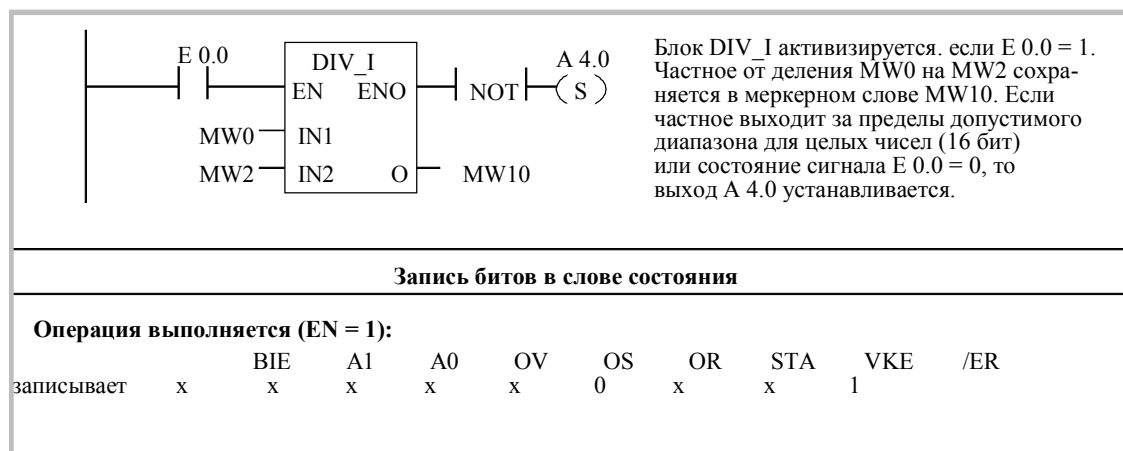 E 0.0
DIV_I
A 4.0
EN ENO
NOT
S
MW0 IN1
MW2 IN2 O MW10
Блок DIV_I активизируется. если E 0.0 = 1.
Частное от деления MW0 на MW2 сохра-
няется в меркерном слове MW10. Если
частное выходит за пределы допустимого
диапазона для целых чисел (16 бит)
или состояние сигнала E 0.0 = 0, то
выход A 4.0 устанавливается.
Запись битов в слове состояния
Операция выполняется (EN = 1):
BIE A1 A0 OV OS OR STA VKE /ER
записывает x x x x x 0 x x 1